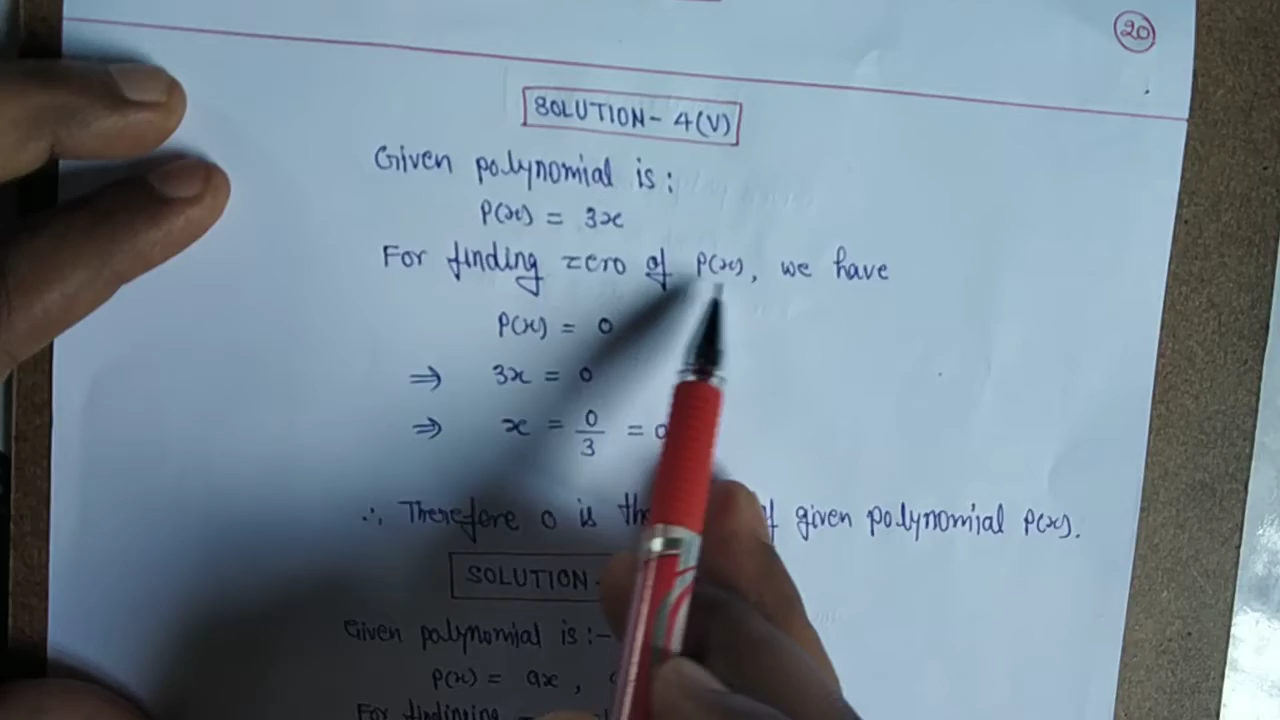 20
SOLUTION- 4(V)
Given polynomial is:
P(x) = 3x
For finding zero of P(x), we have
P(x) = 0
⇒ 3x = 0
⇒ x = 0/3 = 0
∴ Therefore 0 is given polynomial P(x).
SOLUTION-
Given polynomial is :-
P(x) = ax ,
For